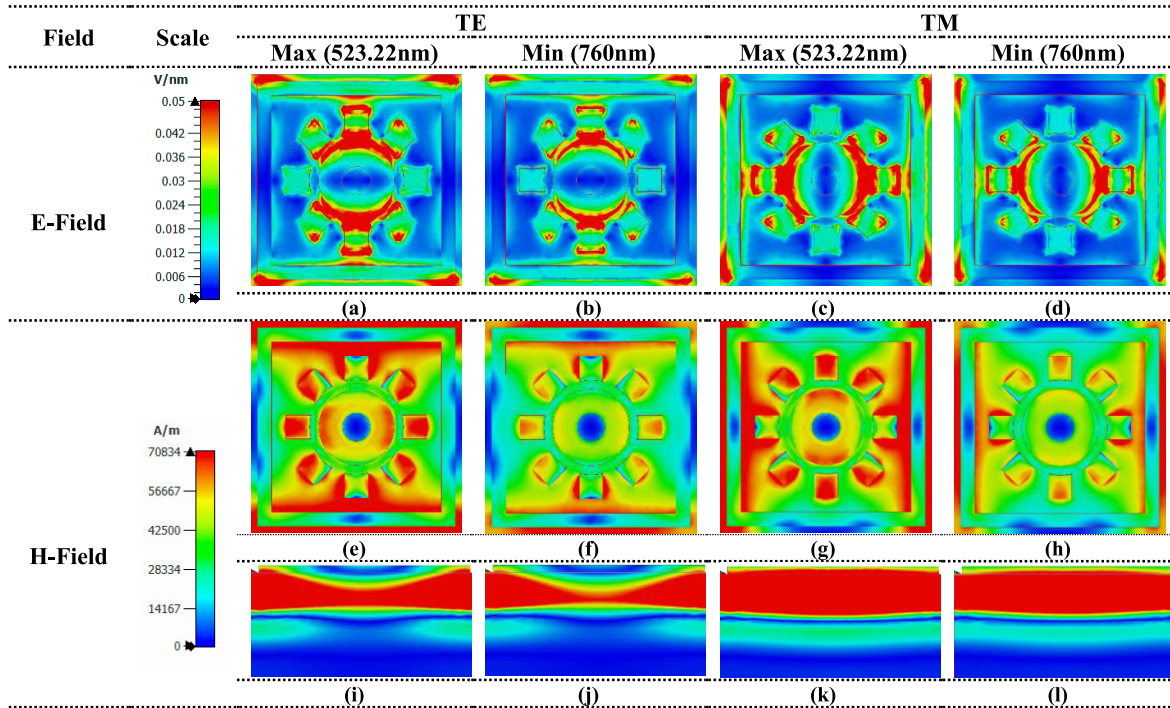 Field Scale TE TM
Max (523.22nm) Min (760nm) Max (523.22nm) Min (760nm)
E-Field
V/nm
0.05
0.042
0.036
0.03
0.024
0.018
0.012
0.006
0
(a) (b) (c) (d)
H-Field
A/m
70834
56667
42500
28334
14167
0
(e) (f) (g) (h)
(i) (j) (k) (l)